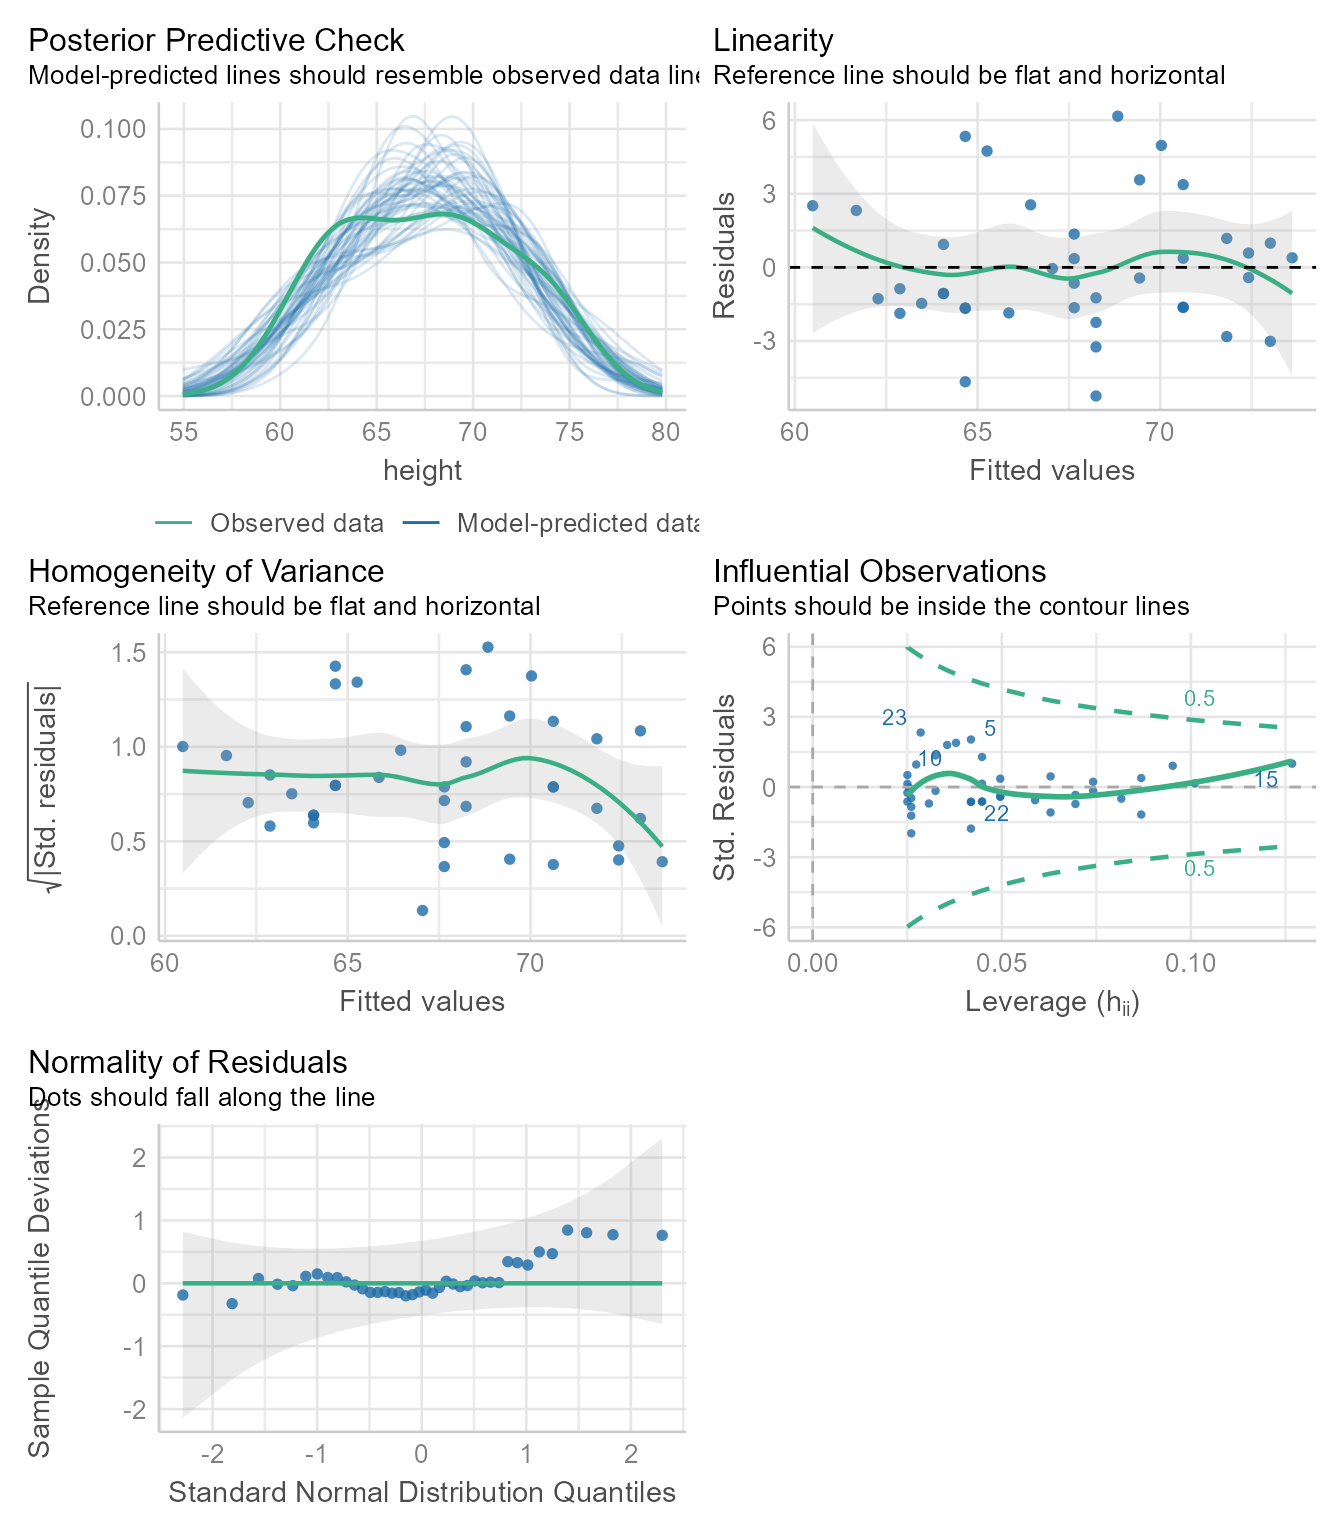 Posterior Predictive Check
Model-predicted lines should resemble observed data line
Density
0.100
0.075
0.050
0.025
0.000
55 60 65 70 75 80
height
Observed data Model-predicted data
Linearity
Reference line should be flat and horizontal
Residuals
6
3
0
-3
60 65 70
Fitted values
Homogeneity of Variance
Reference line should be flat and horizontal
√|Std. residuals|
1.5
1.0
0.5
0.0
60 65 70
Fitted values
Influential Observations
Points should be inside the contour lines
Std. Residuals
6
3
0
-3
-6
0.5
23
5
10
15
22
0.5
0.00 0.05 0.10
Leverage (hii)
Normality of Residuals
Dots should fall along the line
Sample Quantile Deviations
2
1
0
-1
-2
-2 -1 0 1 2
Standard Normal Distribution Quantiles